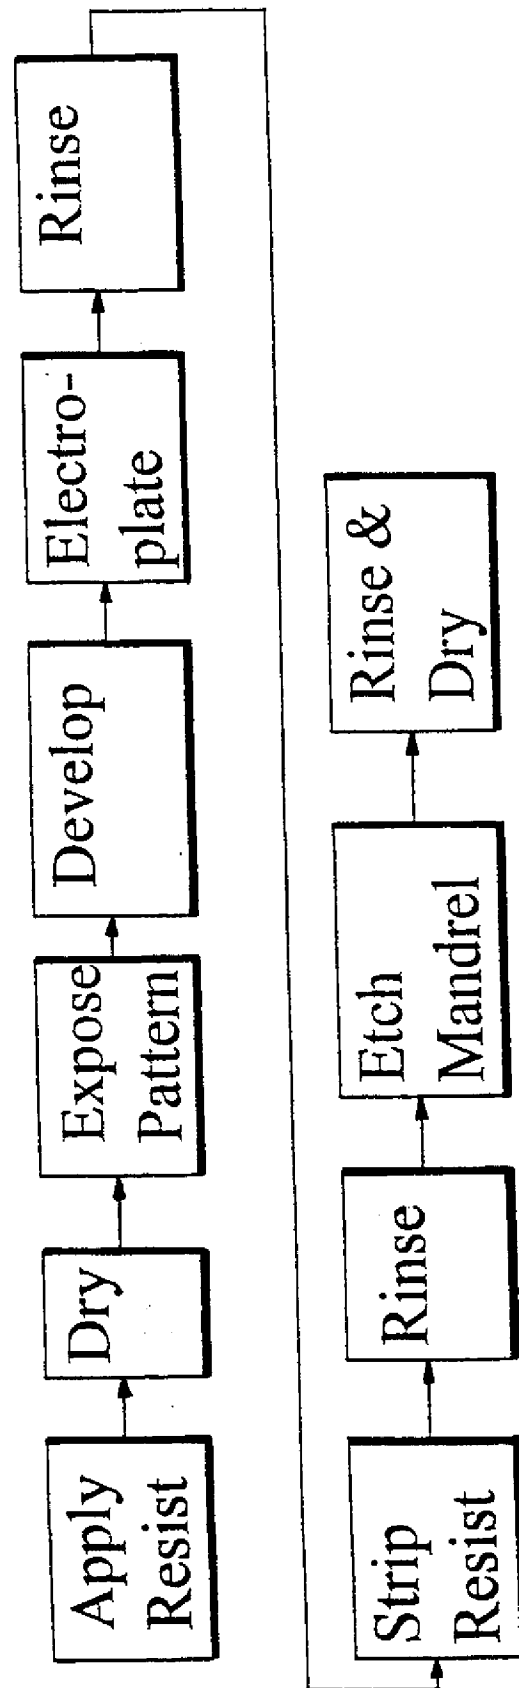 Apply
Resist
Dry
Expose
Pattern
Develop
Electro-
plate
Rinse
Strip
Resist
Rinse
Etch
Mandrel
Rinse &
Dry